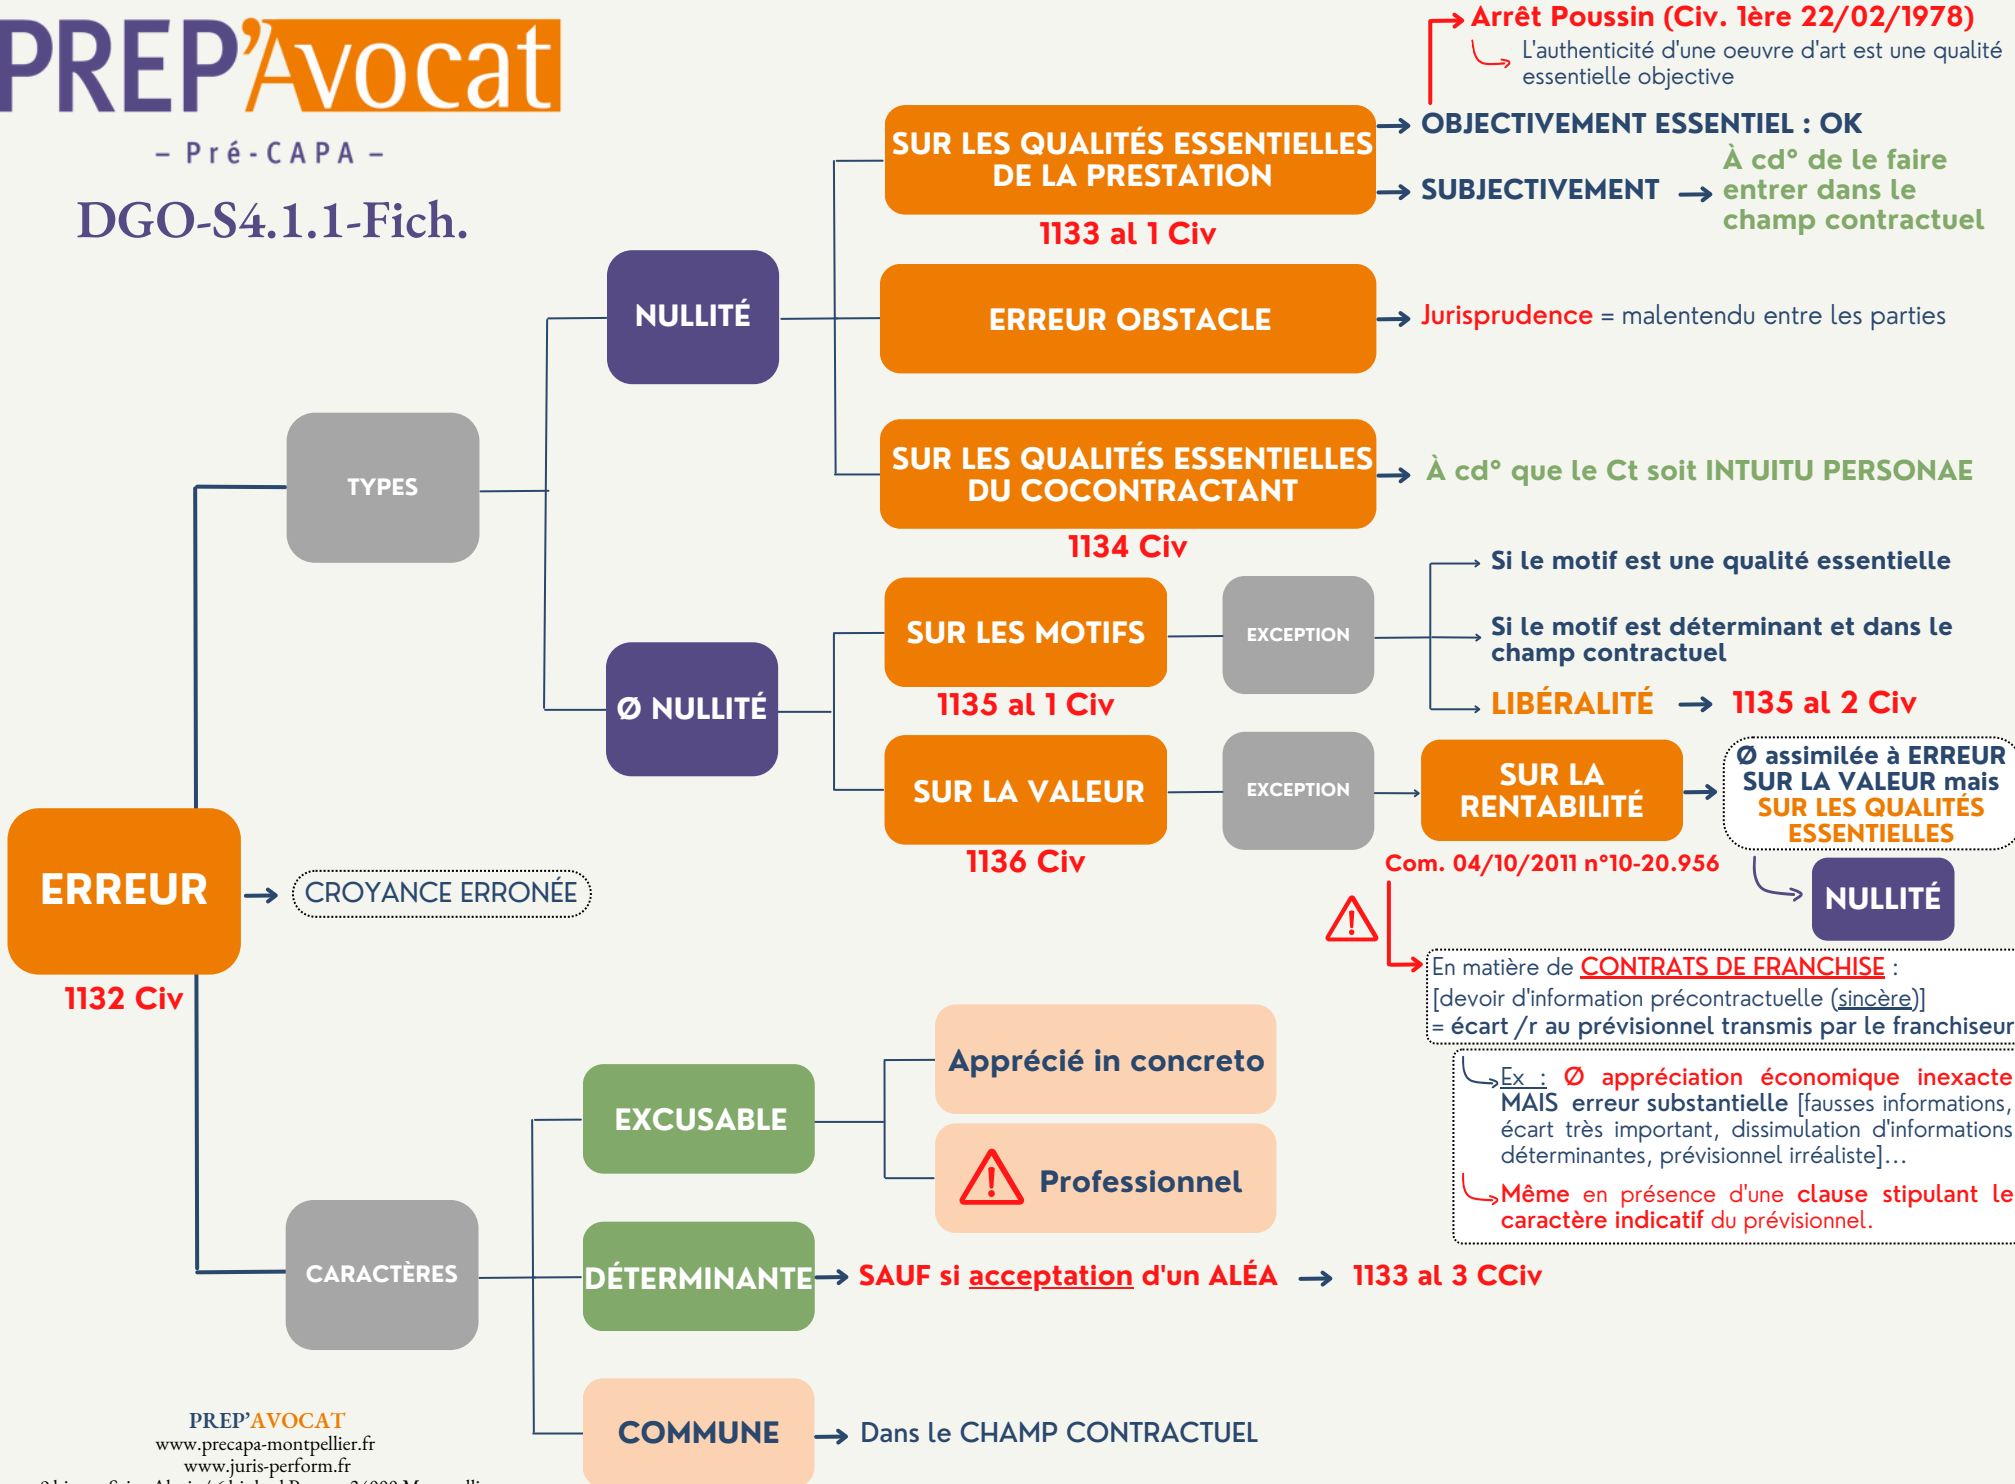 PREP'Avocat
– Pré-CAPA –
DGO-S4.1.1-Fich.
ERREUR
1132 Civ
CROYANCE ERRONÉE
TYPES
NULLITÉ
SUR LES QUALITÉS ESSENTIELLES
DE LA PRESTATION
1133 al 1 Civ
Arrêt Poussin (Civ. 1ère 22/02/1978)
L'authenticité d'une oeuvre d'art est une qualité
essentielle objective
OBJECTIVEMENT ESSENTIEL : OK
SUBJECTIVEMENT
À cd° de le faire
entrer dans le
champ contractuel
ERREUR OBSTACLE
Jurisprudence = malentendu entre les parties
SUR LES QUALITÉS ESSENTIELLES
DU COCONTRACTANT
1134 Civ
À cd° que le Ct soit INTUITU PERSONAE
Ø NULLITÉ
SUR LES MOTIFS
1135 al 1 Civ
EXCEPTION
Si le motif est une qualité essentielle
Si le motif est déterminant et dans le
champ contractuel
LIBÉRALITÉ
1135 al 2 Civ
SUR LA VALEUR
1136 Civ
EXCEPTION
SUR LA
RENTABILITÉ
Ø assimilée à ERREUR
SUR LA VALEUR mais
SUR LES QUALITÉS
ESSENTIELLES
NULLITÉ
Com. 04/10/2011 n°10-20.956
En matière de CONTRATS DE FRANCHISE :
[devoir d'information précontractuelle (sincère)]
= écart /r au prévisionnel transmis par le franchiseur
Ex : Ø appréciation économique inexacte
MAIS erreur substantielle [fausses informations,
écart très important, dissimulation d'informations
déterminantes, prévisionnel irréaliste]...
Même en présence d'une clause stipulant le
caractère indicatif du prévisionnel.
CARACTÈRES
EXCUSABLE
Apprécié in concreto
Professionnel
DÉTERMINANTE
SAUF si acceptation d'un ALÉA
1133 al 3 CCiv
COMMUNE
Dans le CHAMP CONTRACTUEL
PREP'AVOCAT
www.precapa-montpellier.fr
www.juris-perform.fr